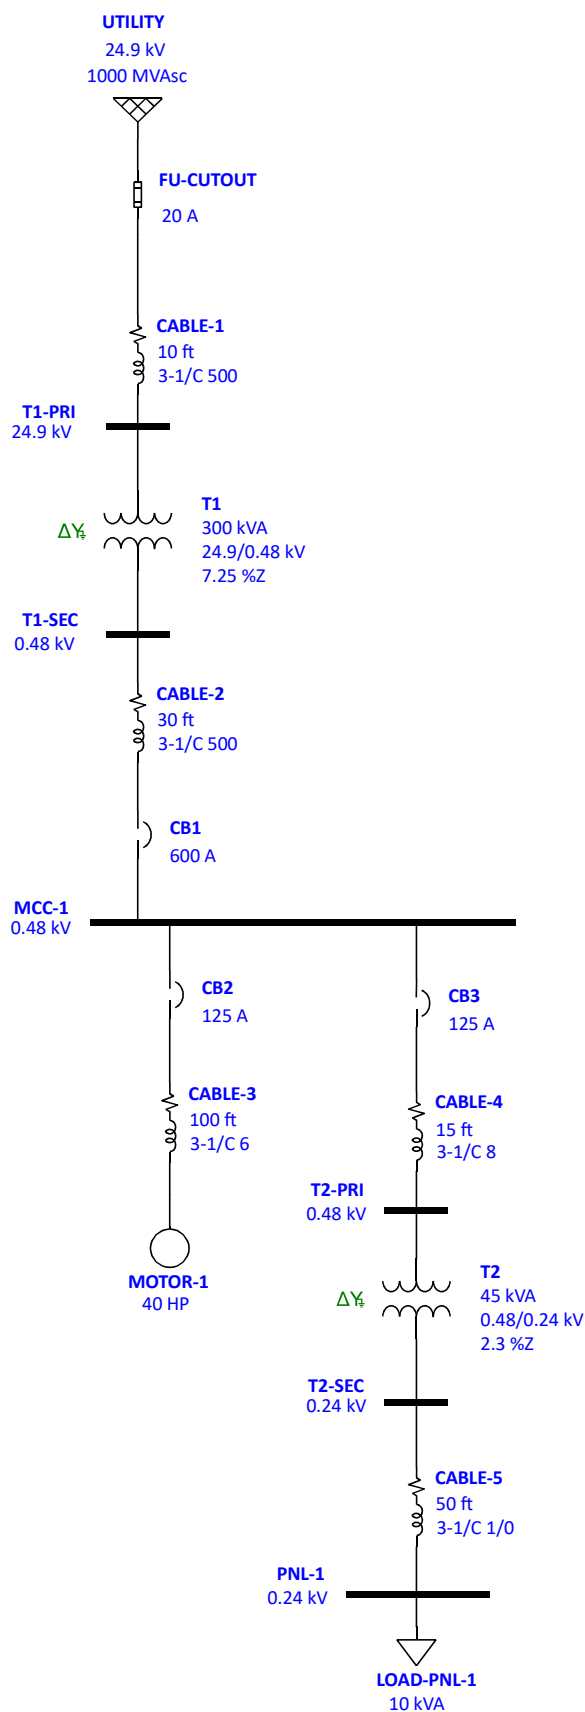 UTILITY
24.9 kV
1000 MVAsc
FU-CUTOUT
20 A
CABLE-1
10 ft
3-1/C 500
T1-PRI
24.9 kV
T1
300 kVA
24.9/0.48 kV
7.25 %Z
ΔY
T1-SEC
0.48 kV
CABLE-2
30 ft
3-1/C 500
CB1
600 A
MCC-1
0.48 kV
CB2
125 A
CB3
125 A
CABLE-3
100 ft
3-1/C 6
CABLE-4
15 ft
3-1/C 8
T2-PRI
0.48 kV
MOTOR-1
40 HP
T2
45 kVA
0.48/0.24 kV
2.3 %Z
ΔY
T2-SEC
0.24 kV
CABLE-5
50 ft
3-1/C 1/0
PNL-1
0.24 kV
LOAD-PNL-1
10 kVA